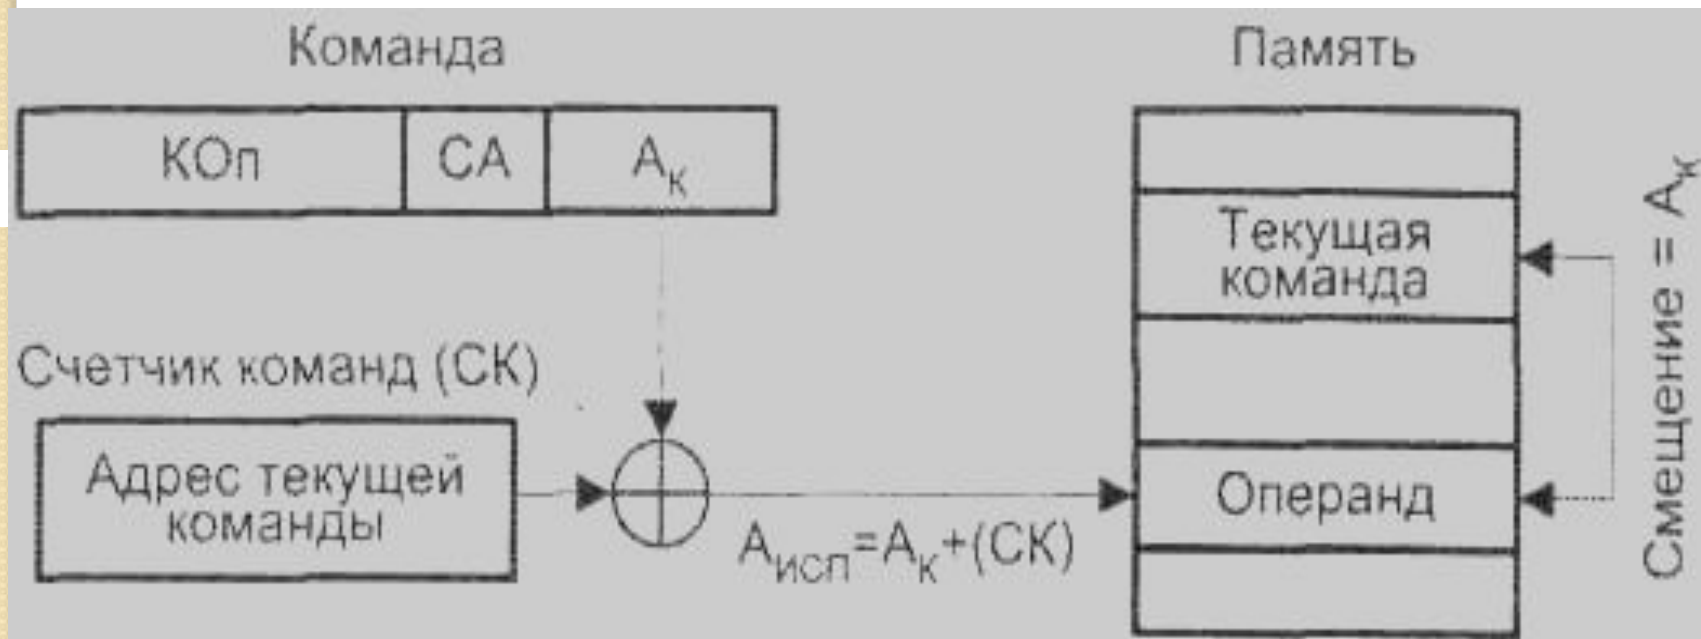 Команда
Память
КОп
СА
Aк
Текущая
команда
Счетчик команд (СК)
Адрес текущей
команды
Операнд
Aисп=Aк+(СК)
Смещение = Aк